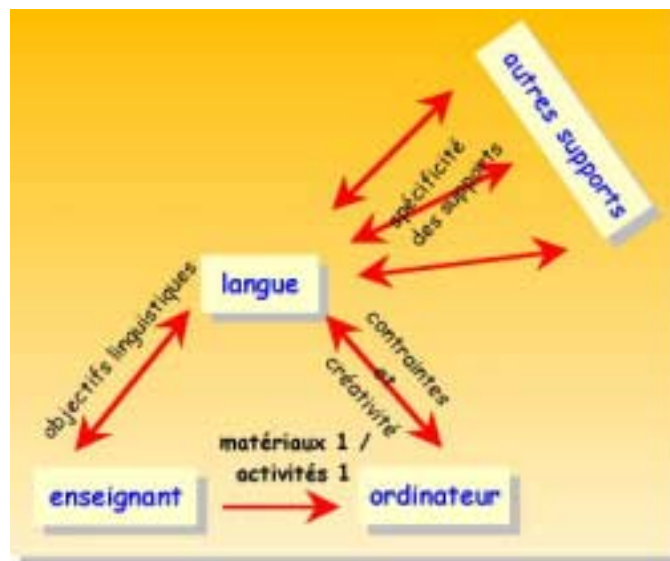 autres supports
spécificité
des supports
langue
objectifs linguistiques
contraintes
et
créativité
matériaux 1 /
activités 1
enseignant
ordinateur